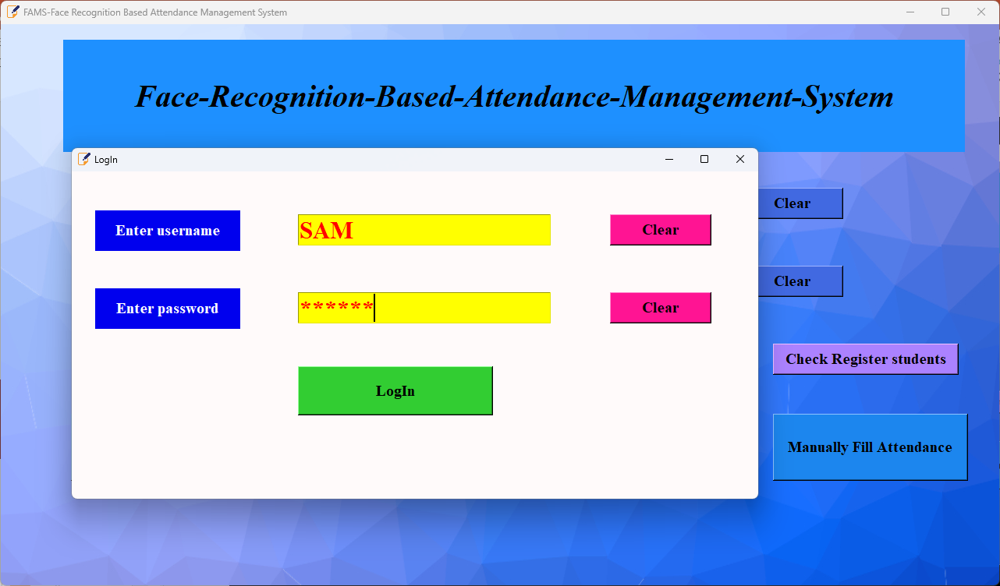 FAMS-Face Recognition Based Attendance Management System
Face-Recognition-Based-Attendance-Management-System
LogIn
Clear
Enter username
SAM
Clear
Clear
Enter password
******
Clear
Check Register students
LogIn
Manually Fill Attendance